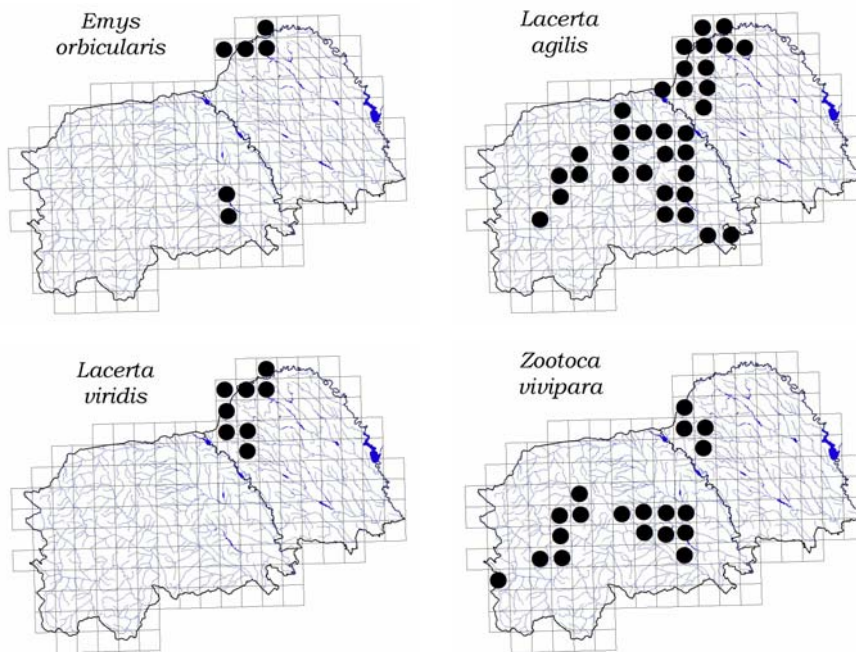 Emys
orbicularis
Lacerta
agilis
Lacerta
viridis
Zootoca
vivipara